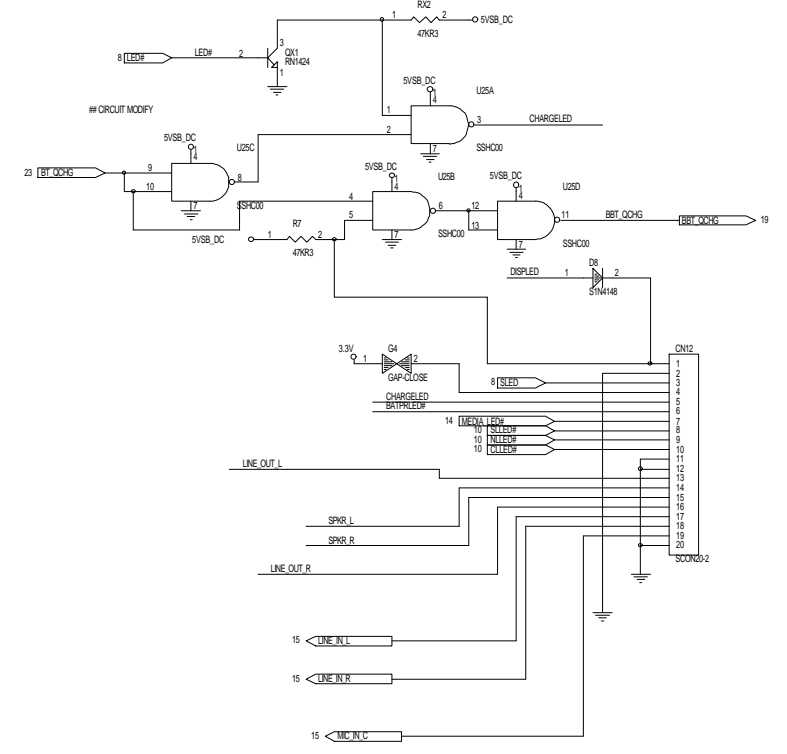 RX2
1 2 5VSB_DC
47KR3
8 LED# LED# 2 3 QX1
RN1424
1
## CIRCUIT MODIFY
5VSB_DC U25A
4
1
2 3 CHARGELED
7 SSHC00
5VSB_DC U25C
4
23 BT_QCHG 9
10 8
7 SSHC00
5VSB_DC U25B
4
4
5 6
7 SSHC00
5VSB_DC U25D
4
12
13 11 BBT_QCHG BBT_QCHG 19
7 SSHC00
R7
5VSB_DC 1 2
47KR3
D8
DISPLED 1 2
S1N4148
3.3V G4
1 2
GAP-CLOSE
CN12
1
2
8 SLED 3
4
CHARGELED 5
BATPRLED# 6
14 MEDIA_LED# 7
10 SLLED# 8
10 NLLED# 9
10 CLLED# 10
11
12
LINE_OUT_L 13
14
15
16
17
18
19
20
SCON20-2
SPKR_L
SPKR_R
LINE_OUT_R
15 LINE_IN_L
15 LINE_IN_R
15 MIC_IN_C